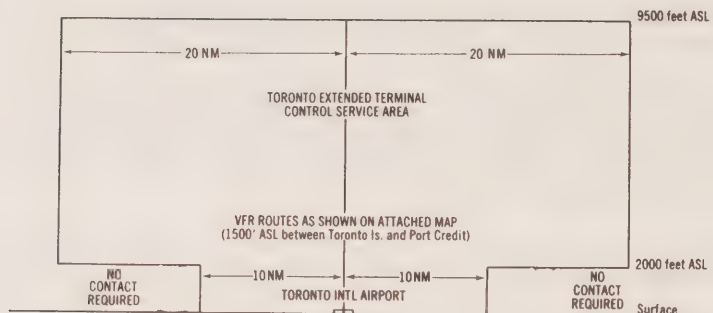 9500 feet ASL
20 NM
20 NM
TORONTO EXTENDED TERMINAL
CONTROL SERVICE AREA
VFR ROUTES AS SHOWN ON ATTACHED MAP
(1500' ASL between Toronto Is. and Port Credit)
2000 feet ASL
NO
CONTACT
REQUIRED
10 NM
10 NM
NO
CONTACT
REQUIRED
TORONTO INTL AIRPORT
Surface